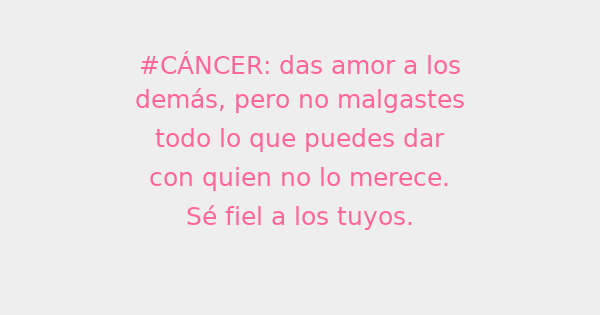 #CÁNCER: das amor a los
demás, pero no malgastes
todo lo que puedes dar
con quien no lo merece.
Sé fiel a los tuyos.